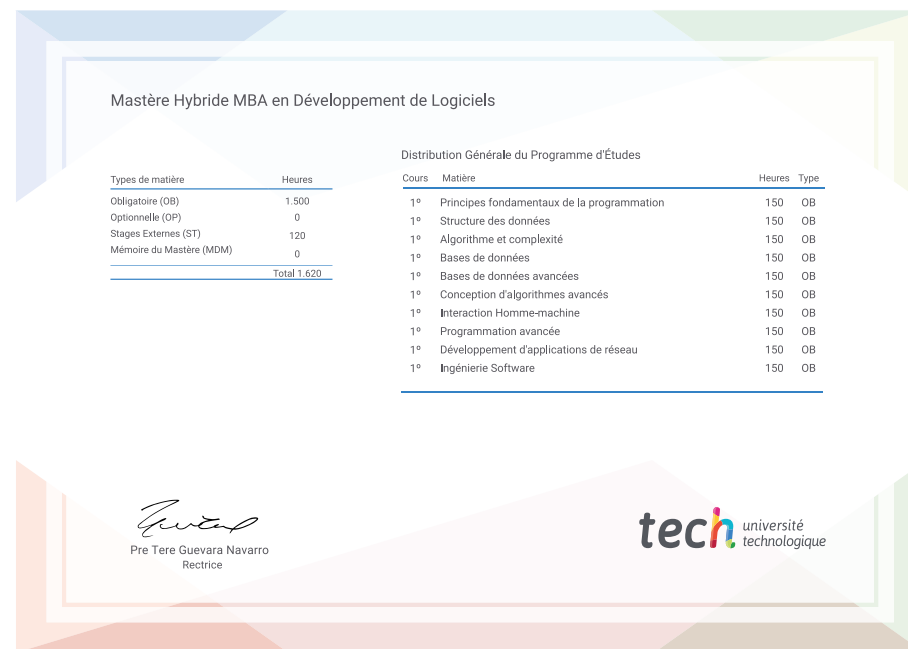 Mastère Hybride MBA en Développement de Logiciels
Types de matière Heures
Obligatoire (OB) 1.500
Optionnelle (OP) 0
Stages Externes (ST) 120
Mémoire du Mastère (MDM) 0
Total 1.620
Distribution Générale du Programme d'Études
Cours Matière Heures Type
1º Principes fondamentaux de la programmation 150 OB
1º Structure des données 150 OB
1º Algorithme et complexité 150 OB
1º Bases de données 150 OB
1º Bases de données avancées 150 OB
1º Conception d'algorithmes avancés 150 OB
1º Interaction Homme-machine 150 OB
1º Programmation avancée 150 OB
1º Développement d'applications de réseau 150 OB
1º Ingénierie Software 150 OB
Pre Tere Guevara Navarro
Rectrice
tech université
technologique